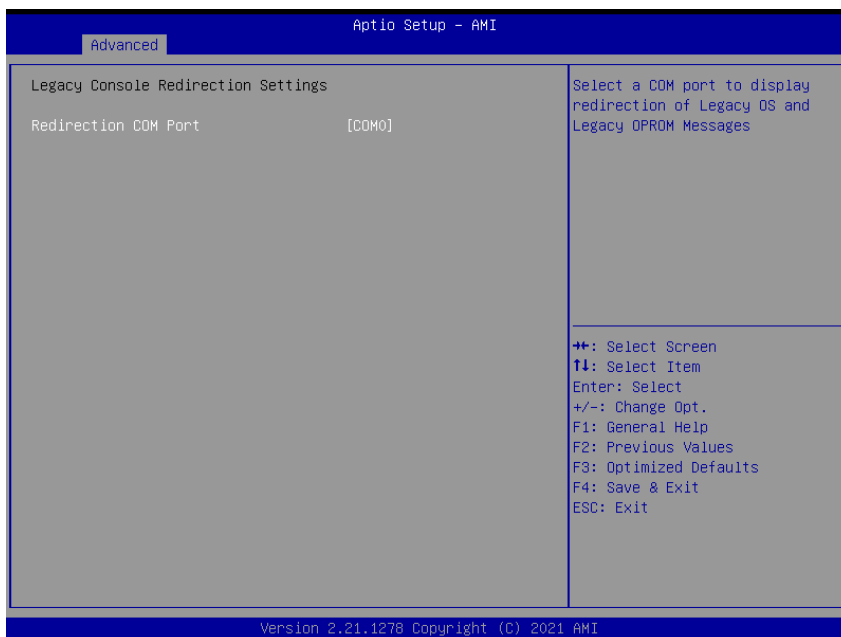 Aptio Setup – AMI
Advanced
Legacy Console Redirection Settings
Redirection COM Port [COM0]
Select a COM port to display
redirection of Legacy OS and
Legacy OPROM Messages
→←: Select Screen
↑↓: Select Item
Enter: Select
+/-: Change Opt.
F1: General Help
F2: Previous Values
F3: Optimized Defaults
F4: Save & Exit
ESC: Exit
Version 2.21.1278 Copyright (C) 2021 AMI